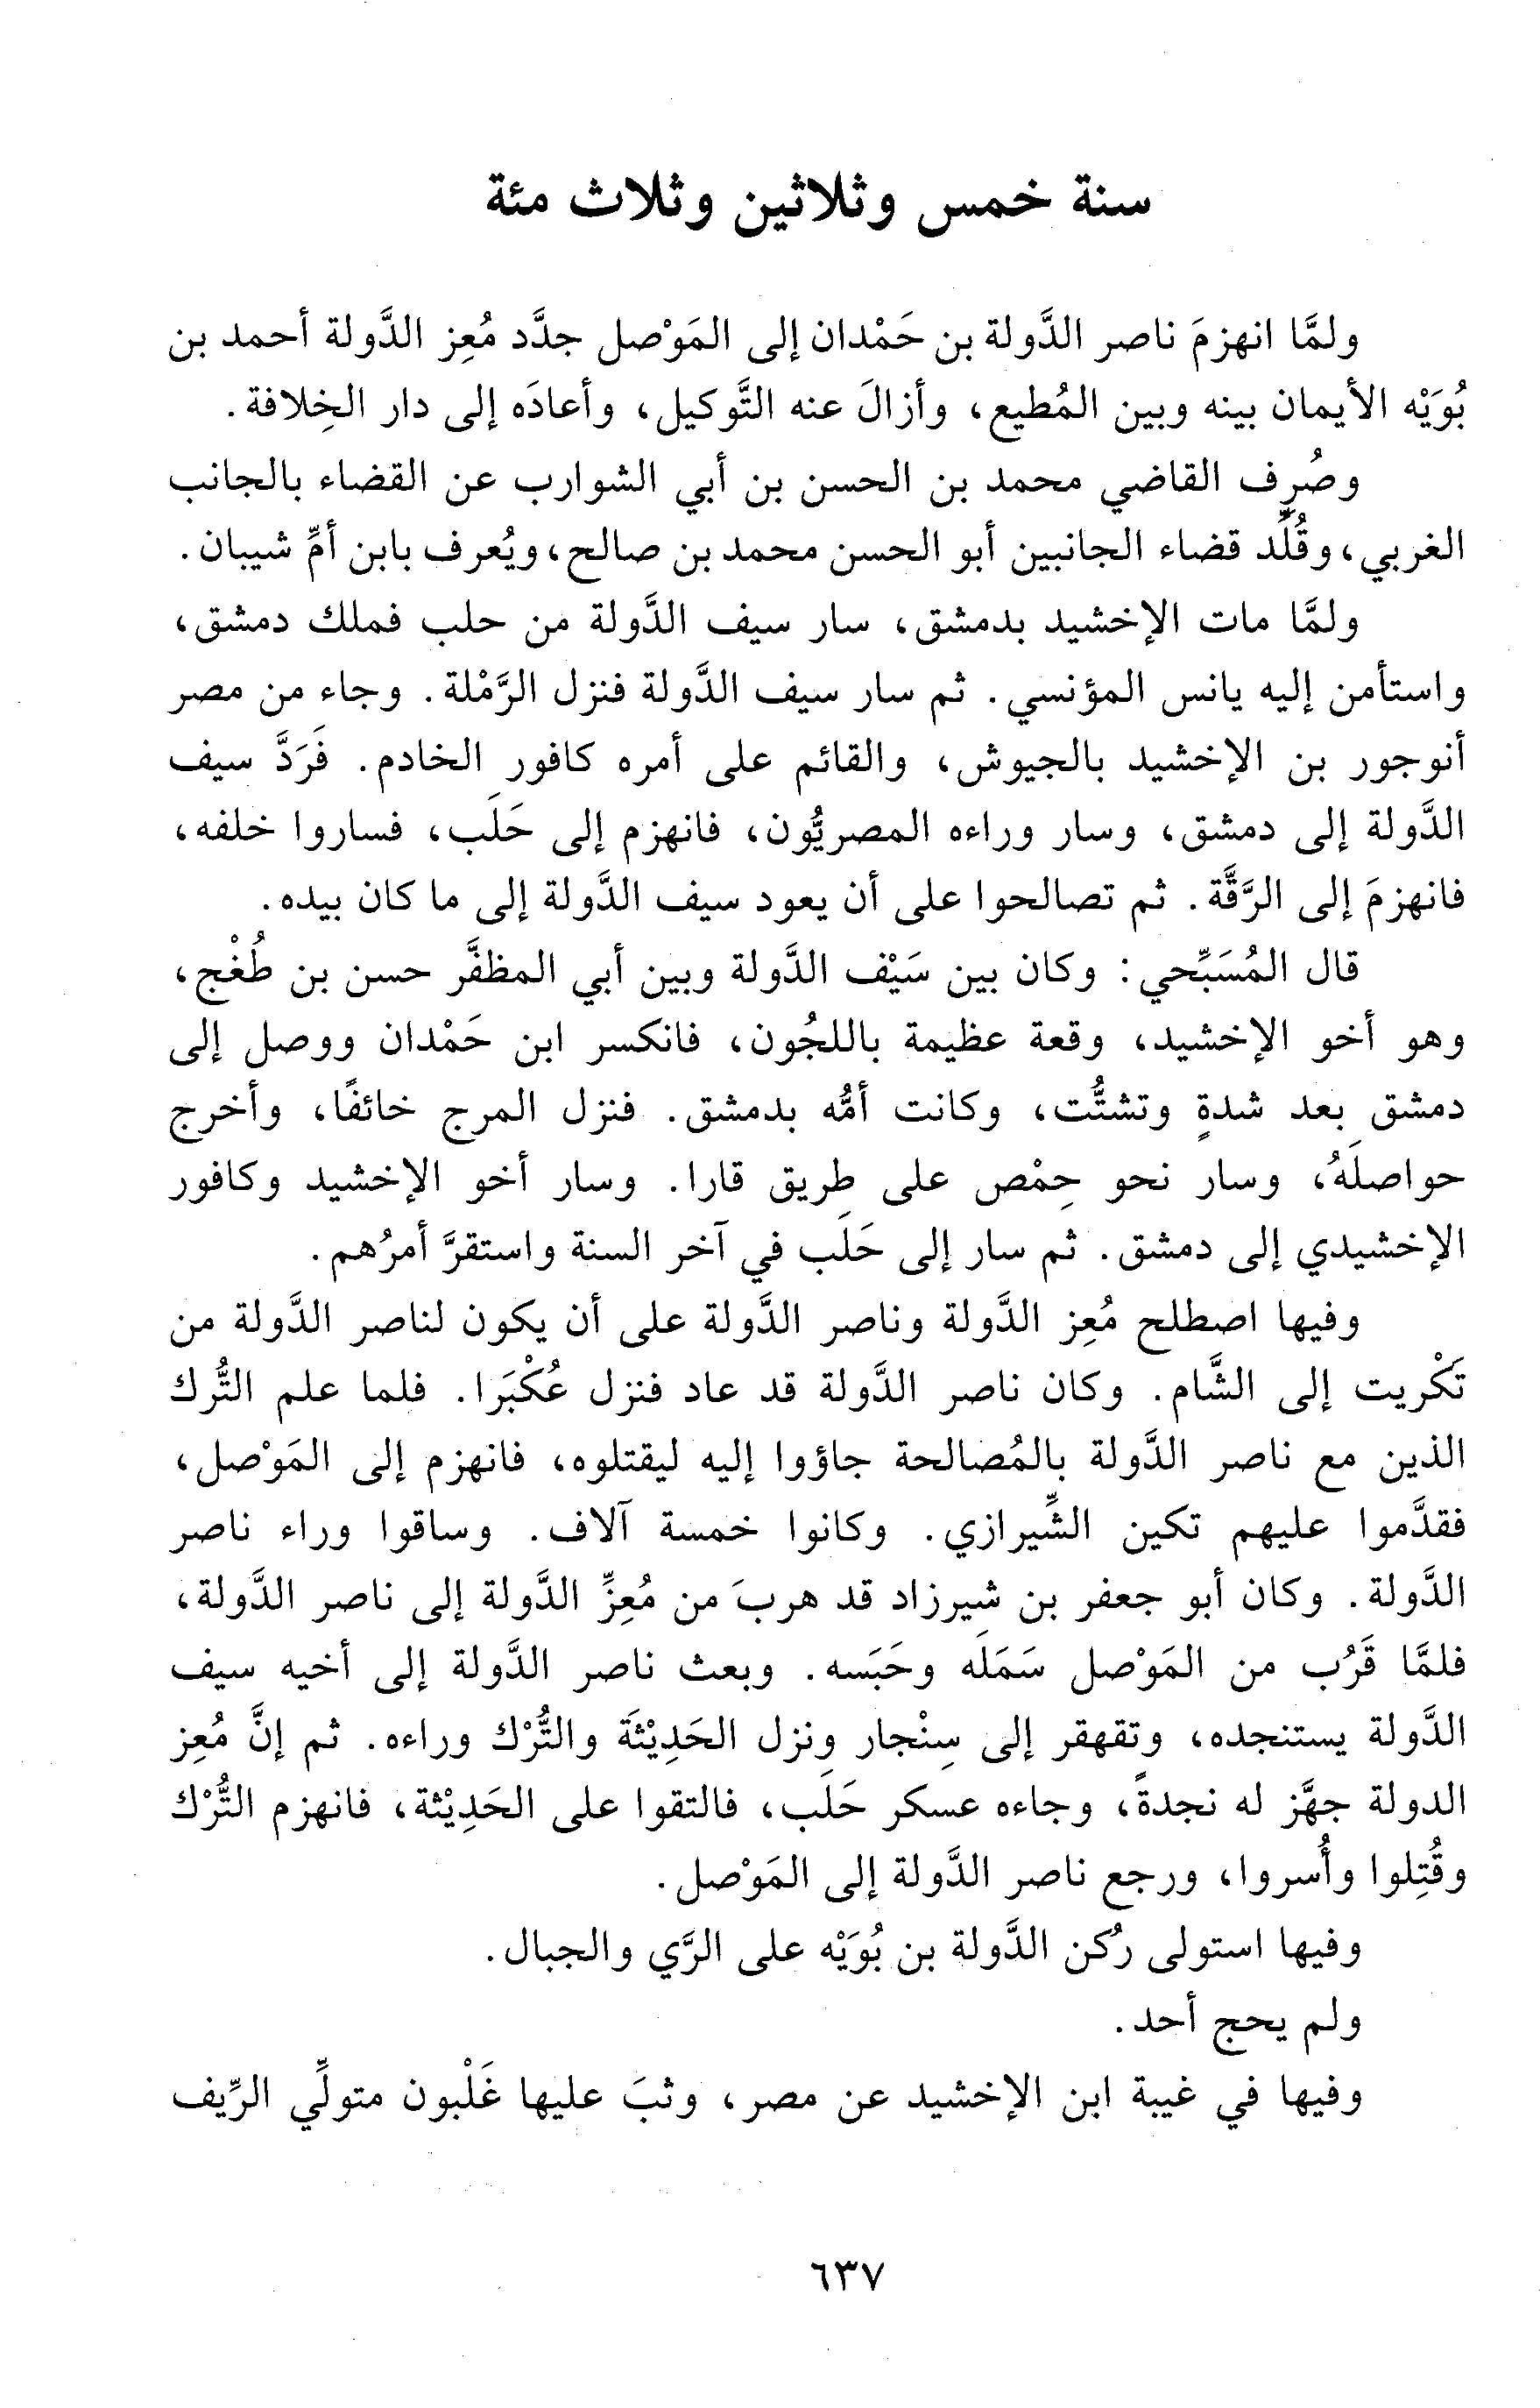 سنة خمس وثلاثين وثلاث مئة
ولمَّا انهزمَ ناصر الدَّولة بن حَمْدان إلى المَوْصل جدَّد مُعِز الدَّولة أحمد بن
بُوَيْه الأيمان بينه وبين المُطيع، وأزالَ عنه التَّوكيل، وأعادَه إلى دار الخِلافة.
وصُرِف القاضي محمد بن الحسن بن أبي الشوارب عن القضاء بالجانب
الغربي، وقُلِّد قضاء الجانبين أبو الحسن محمد بن صالح، ويُعرف بابن أمِّ شيبان.
ولمَّا مات الإخشيد بدمشق، سار سيف الدَّولة من حلب فملك دمشق،
واستأمن إليه يانس المؤنسي. ثم سار سيف الدَّولة فنزل الرَّمْلة. وجاء من مصر
أنوجور بن الإخشيد بالجيوش، والقائم على أمره كافور الخادم. فَرَدَّ سيف
الدَّولة إلى دمشق، وسار وراءه المصريُّون، فانهزم إلى حَلَب، فساروا خلفه،
فانهزمَ إلى الرَّقَّة. ثم تصالحوا على أن يعود سيف الدَّولة إلى ما كان بيده.
قال المُسَبِّحي: وكان بين سَيْف الدَّولة وبين أبي المظفَّر حسن بن طُغْج،
وهو أخو الإخشيد، وقعة عظيمة باللجُون، فانكسر ابن حَمْدان ووصل إلى
دمشق بعد شدةٍ وتشتُّت، وكانت أمُّه بدمشق. فنزل المرج خائفًا، وأخرج
حواصلَهُ، وسار نحو حِمْص على طريق قارا. وسار أخو الإخشيد وكافور
الإخشيدي إلى دمشق. ثم سار إلى حَلَب في آخر السنة واستقرَّ أمرُهم.
وفيها اصطلح مُعِز الدَّولة وناصر الدَّولة على أن يكون لناصر الدَّولة من
تَكْريت إلى الشَّام. وكان ناصر الدَّولة قد عاد فنزل عُكْبَرا. فلما علم التُّرك
الذين مع ناصر الدَّولة بالمُصالحة جاؤوا إليه ليقتلوه، فانهزم إلى المَوْصل،
فقدَّموا عليهم تكين الشِّيرازي. وكانوا خمسة آلاف. وساقوا وراء ناصر
الدَّولة. وكان أبو جعفر بن شيرزاد قد هربَ من مُعِزِّ الدَّولة إلى ناصر الدَّولة،
فلمَّا قَرُب من المَوْصل سَمَلَه وحَبَسه. وبعث ناصر الدَّولة إلى أخيه سيف
الدَّولة يستنجده، وتقهقر إلى سِنْجار ونزل الحَدِيْثَة والتُّرْك وراءه. ثم إنَّ مُعِز
الدولة جهَّز له نجدةً، وجاءه عسكر حَلَب، فالتقوا على الحَدِيْثة، فانهزم التُّرْك
وقُتِلوا وأُسروا، ورجع ناصر الدَّولة إلى المَوْصل.
وفيها استولى رُكن الدَّولة بن بُوَيْه على الرَّي والجبال.
ولم يحج أحد.
وفيها في غيبة ابن الإخشيد عن مصر، وثبَ عليها غَلْبون متولِّي الرِّيف
٦٣٧